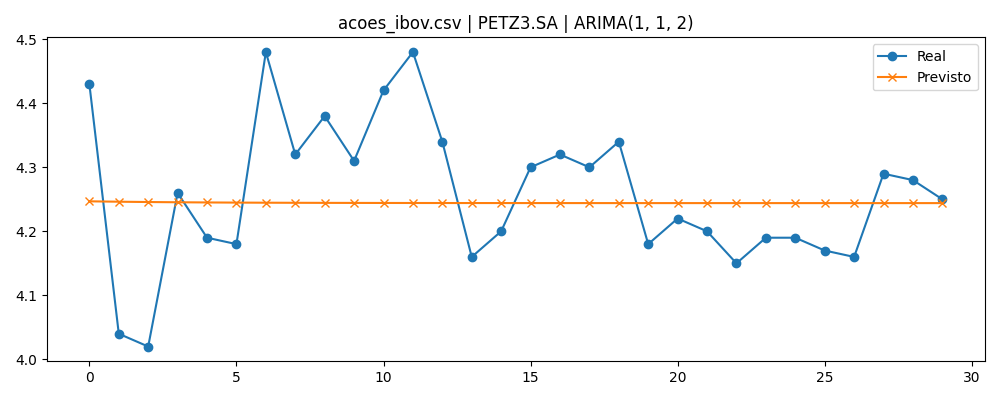 acoes_ibov.csv | PETZ3.SA | ARIMA(1, 1, 2)
Real
Previsto
4.5
4.4
4.3
4.2
4.1
4.0
0 5 10 15 20 25 30